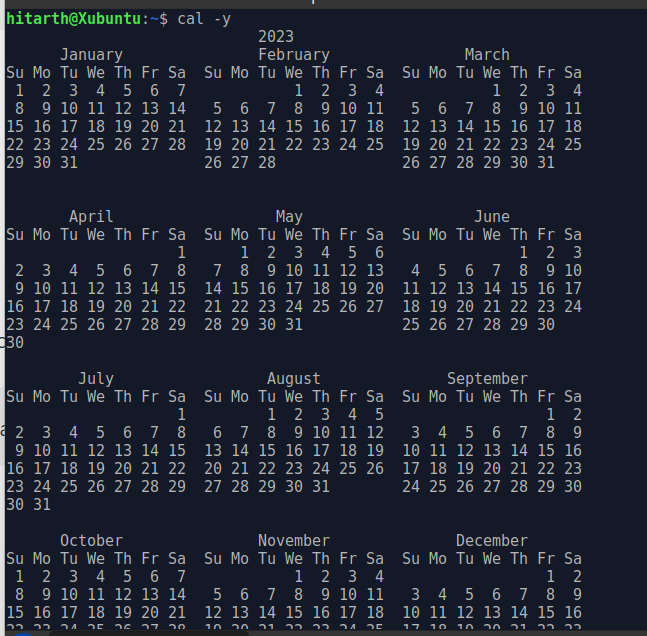 hitarth@Xubuntu:~$ cal -y
                            2023
      January               February               March
Su Mo Tu We Th Fr Sa  Su Mo Tu We Th Fr Sa  Su Mo Tu We Th Fr Sa
 1  2  3  4  5  6  7            1  2  3  4            1  2  3  4
 8  9 10 11 12 13 14   5  6  7  8  9 10 11   5  6  7  8  9 10 11
15 16 17 18 19 20 21  12 13 14 15 16 17 18  12 13 14 15 16 17 18
22 23 24 25 26 27 28  19 20 21 22 23 24 25  19 20 21 22 23 24 25
29 30 31              26 27 28              26 27 28 29 30 31
       April                  May                   June
Su Mo Tu We Th Fr Sa  Su Mo Tu We Th Fr Sa  Su Mo Tu We Th Fr Sa
                   1      1  2  3  4  5  6               1  2  3
 2  3  4  5  6  7  8   7  8  9 10 11 12 13   4  5  6  7  8  9 10
 9 10 11 12 13 14 15  14 15 16 17 18 19 20  11 12 13 14 15 16 17
16 17 18 19 20 21 22  21 22 23 24 25 26 27  18 19 20 21 22 23 24
23 24 25 26 27 28 29  28 29 30 31           25 26 27 28 29 30
30
        July                 August              September
Su Mo Tu We Th Fr Sa  Su Mo Tu We Th Fr Sa  Su Mo Tu We Th Fr Sa
                   1         1  2  3  4  5                  1  2
 2  3  4  5  6  7  8   6  7  8  9 10 11 12   3  4  5  6  7  8  9
 9 10 11 12 13 14 15  13 14 15 16 17 18 19  10 11 12 13 14 15 16
16 17 18 19 20 21 22  20 21 22 23 24 25 26  17 18 19 20 21 22 23
23 24 25 26 27 28 29  27 28 29 30 31        24 25 26 27 28 29 30
30 31
      October               November              December
Su Mo Tu We Th Fr Sa  Su Mo Tu We Th Fr Sa  Su Mo Tu We Th Fr Sa
 1  2  3  4  5  6  7            1  2  3  4                  1  2
 8  9 10 11 12 13 14   5  6  7  8  9 10 11   3  4  5  6  7  8  9
15 16 17 18 19 20 21  12 13 14 15 16 17 18  10 11 12 13 14 15 16